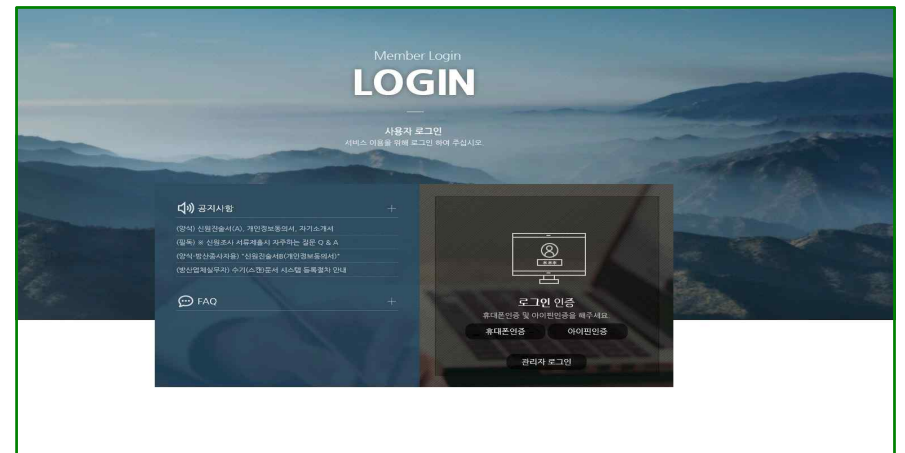 Member Login
LOGIN
사용자 로그인
서비스 이용을 위해 로그인 하여 주십시오.
공지사항 +
(양식) 신원진술서(A), 개인정보동의서, 자기소개서
(필독) ※ 신원조사 서류제출시 자주하는 질문 Q & A
(양식-방산종사자용) "신원진술서B(개인정보동의서)"
(방산업체실무자) 수기(스캔)문서 시스템 등록절차 안내
FAQ +
로그인 인증
휴대폰인증 및 아이핀인증을 해주세요.
휴대폰인증 아이핀인증
관리자 로그인